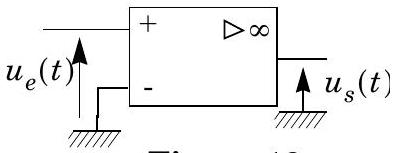 +
▷∞
u_e(t)
-
u_s(t)